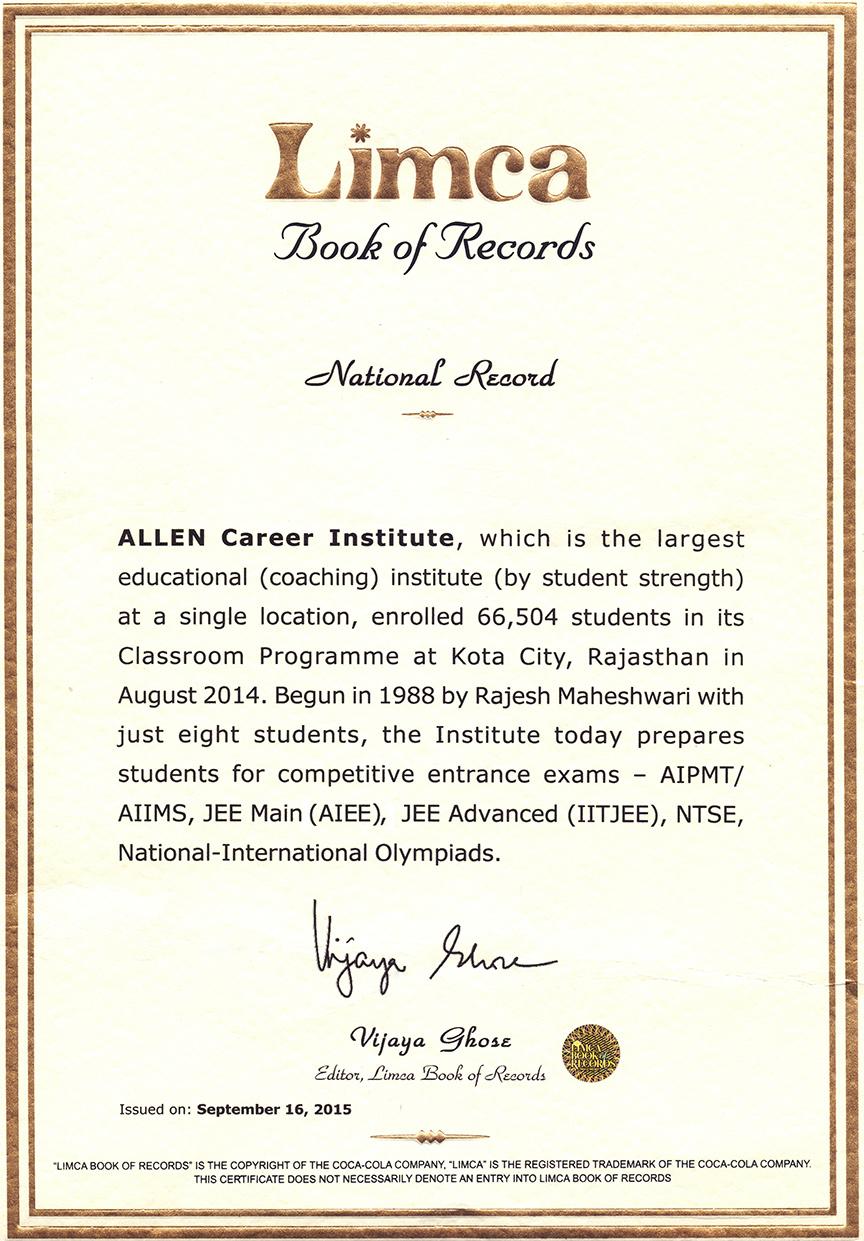 Limca
Book of Records
National Record
ALLEN Career Institute, which is the largest
educational (coaching) institute (by student strength)
at a single location, enrolled 66,504 students in its
Classroom Programme at Kota City, Rajasthan in
August 2014. Begun in 1988 by Rajesh Maheshwari with
just eight students, the Institute today prepares
students for competitive entrance exams – AIPMT/
AIIMS, JEE Main (AIEE), JEE Advanced (IITJEE), NTSE,
National-International Olympiads.
Vijaya Ghose
Vijaya Ghose
Editor, Limca Book of Records
LIMCA
BOOK of
RECORDS
Issued on: September 16, 2015
"LIMCA BOOK OF RECORDS" IS THE COPYRIGHT OF THE COCA-COLA COMPANY, "LIMCA" IS THE REGISTERED TRADEMARK OF THE COCA-COLA COMPANY.
THIS CERTIFICATE DOES NOT NECESSARILY DENOTE AN ENTRY INTO LIMCA BOOK OF RECORDS